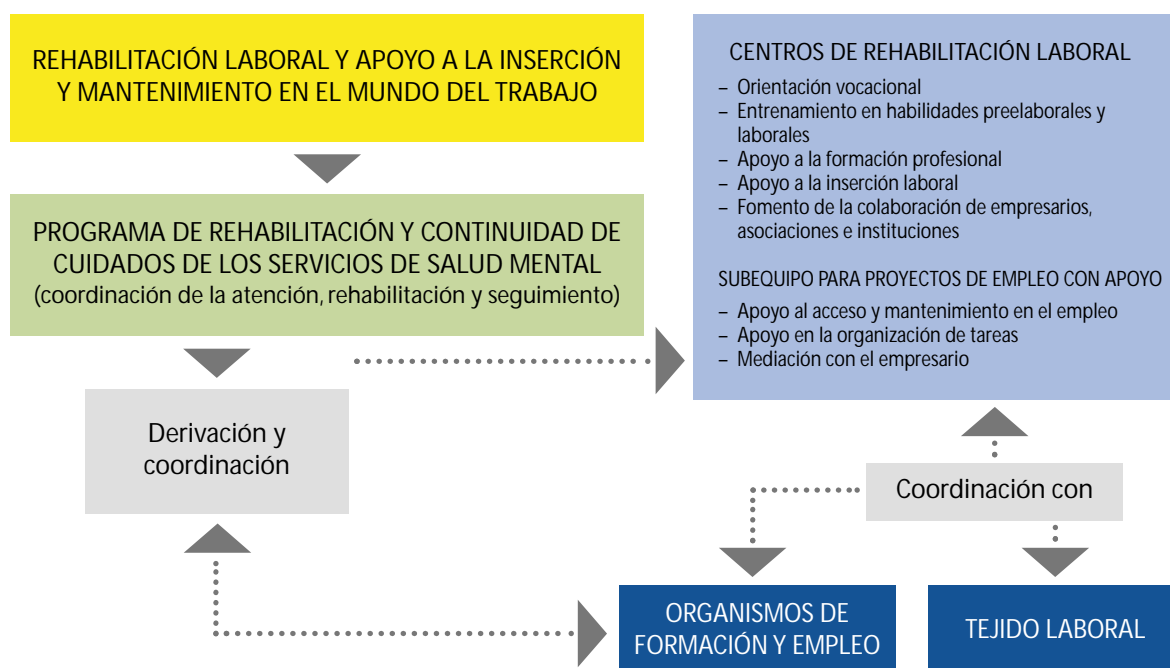 REHABILITACIÓN LABORAL Y APOYO A LA INSERCIÓN
Y MANTENIMIENTO EN EL MUNDO DEL TRABAJO
PROGRAMA DE REHABILITACIÓN Y CONTINUIDAD DE
CUIDADOS DE LOS SERVICIOS DE SALUD MENTAL
(coordinación de la atención, rehabilitación y seguimiento)
Derivación y
coordinación
CENTROS DE REHABILITACIÓN LABORAL
– Orientación vocacional
– Entrenamiento en habilidades preelaborales y
laborales
– Apoyo a la formación profesional
– Apoyo a la inserción laboral
– Fomento de la colaboración de empresarios,
asociaciones e instituciones
SUBEQUIPO PARA PROYECTOS DE EMPLEO CON APOYO
– Apoyo al acceso y mantenimiento en el empleo
– Apoyo en la organización de tareas
– Mediación con el empresario
Coordinación con
ORGANISMOS DE
FORMACIÓN Y EMPLEO
TEJIDO LABORAL